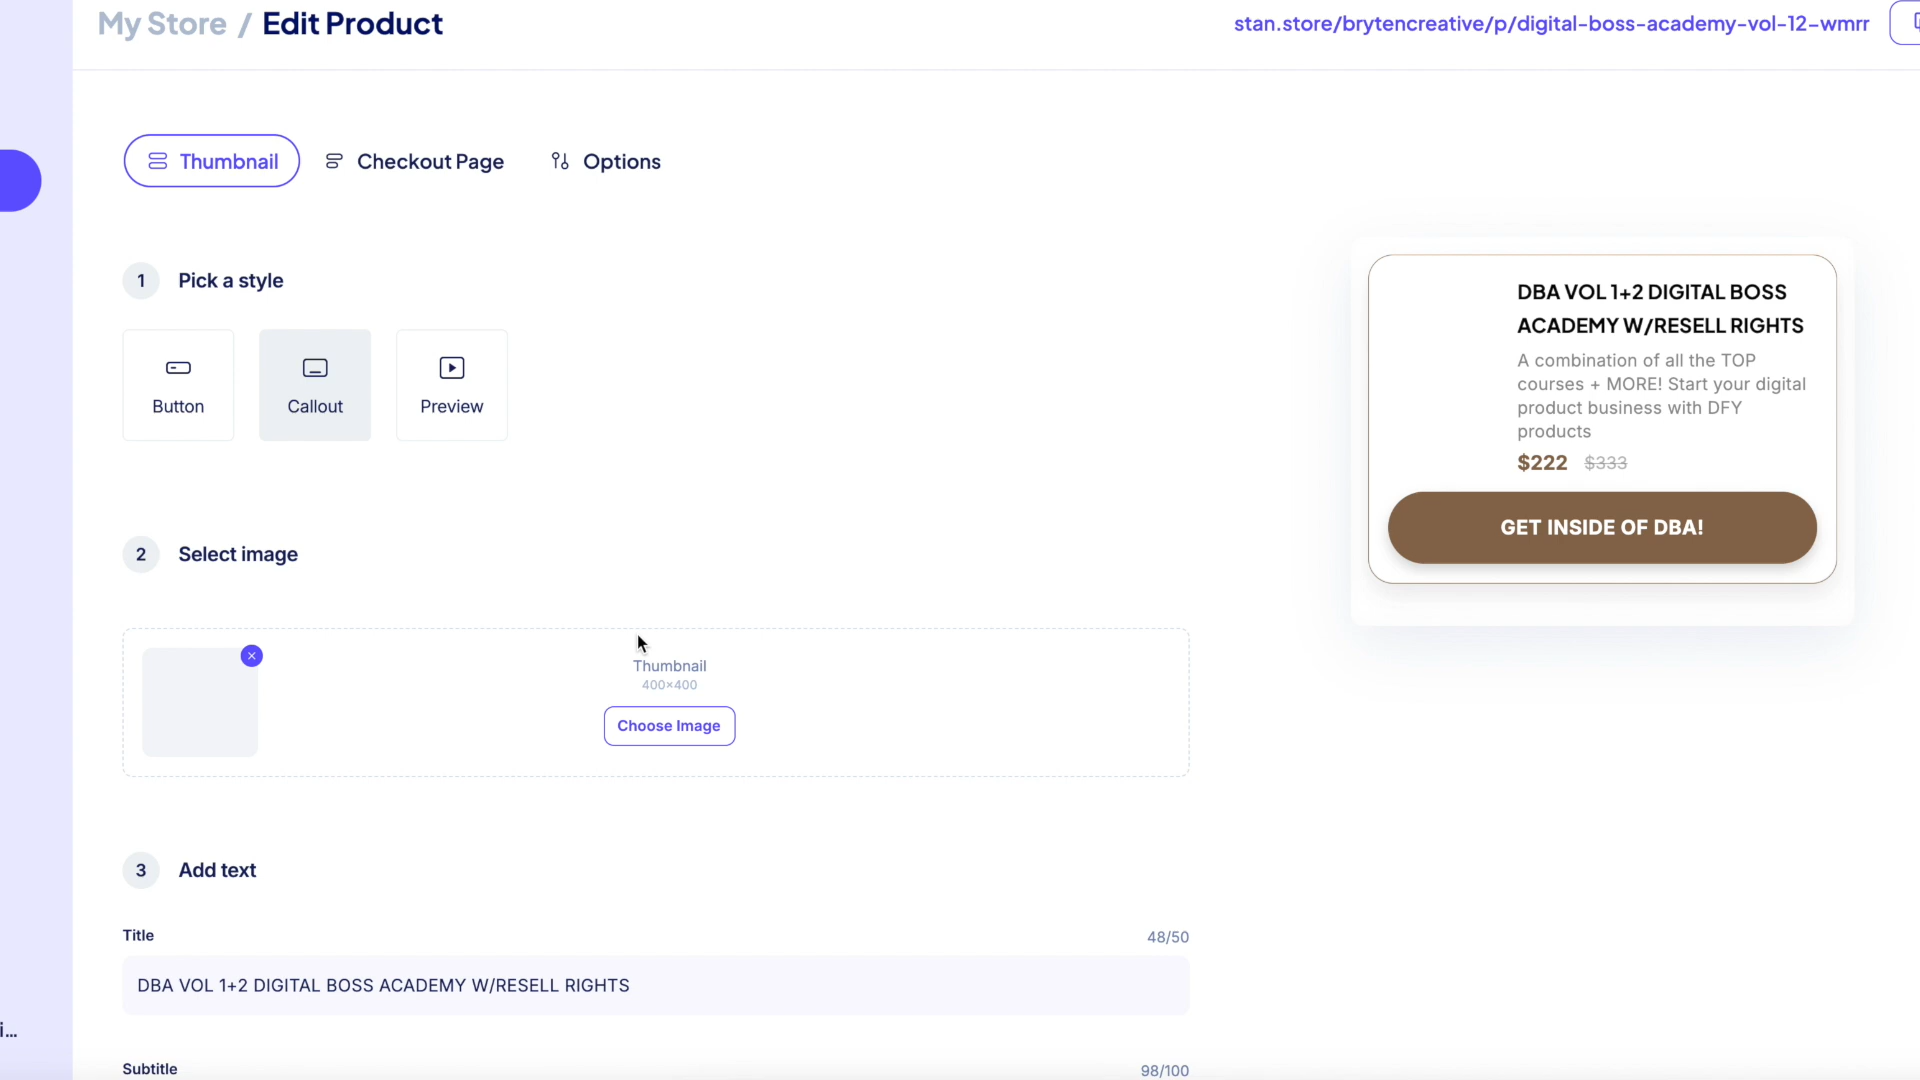 My Store / Edit Product
stan.store/brytencreative/p/digital-boss-academy-vol-12-wmrr
Thumbnail
Checkout Page
Options
1 Pick a style
Button
Callout
Preview
DBA VOL 1+2 DIGITAL BOSS
ACADEMY W/RESELL RIGHTS
A combination of all the TOP
courses + MORE! Start your digital
product business with DFY
products
$222 $333
GET INSIDE OF DBA!
2 Select image
Thumbnail
400×400
Choose Image
3 Add text
Title 48/50
DBA VOL 1+2 DIGITAL BOSS ACADEMY W/RESELL RIGHTS
Subtitle 98/100